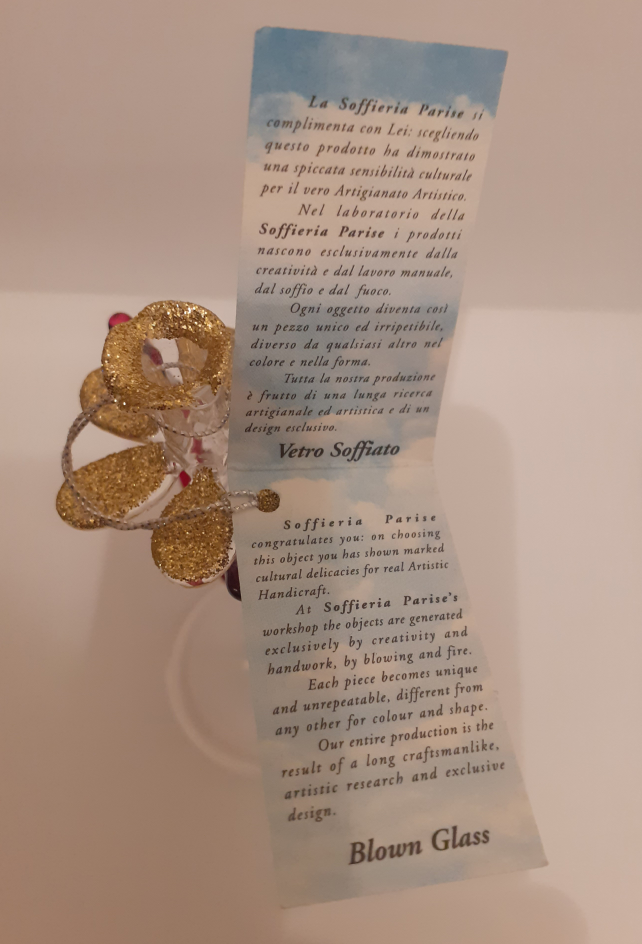 La Soffieria Parise si
complimenta con Lei: scegliendo
questo prodotto ha dimostrato
una spiccata sensibilità culturale
per il vero Artigianato Artistico.
Nel laboratorio della
Soffieria Parise i prodotti
nascono esclusivamente dalla
creatività e dal lavoro manuale,
dal soffio e dal fuoco.
Ogni oggetto diventa così
un pezzo unico ed irripetibile,
diverso da qualsiasi altro nel
colore e nella forma.
Tutta la nostra produzione
è frutto di una lunga ricerca
artigianale ed artistica e di un
design esclusivo.
Vetro Soffiato
Soffieria Parise
congratulates you: on choosing
this object you has shown marked
cultural delicacies for real Artistic
Handicraft.
At Soffieria Parise's
workshop the objects are generated
exclusively by creativity and
handwork, by blowing and fire.
Each piece becomes unique
and unrepeatable, different from
any other for colour and shape.
Our entire production is the
result of a long craftsmanlike,
artistic research and exclusive
design.
Blown Glass